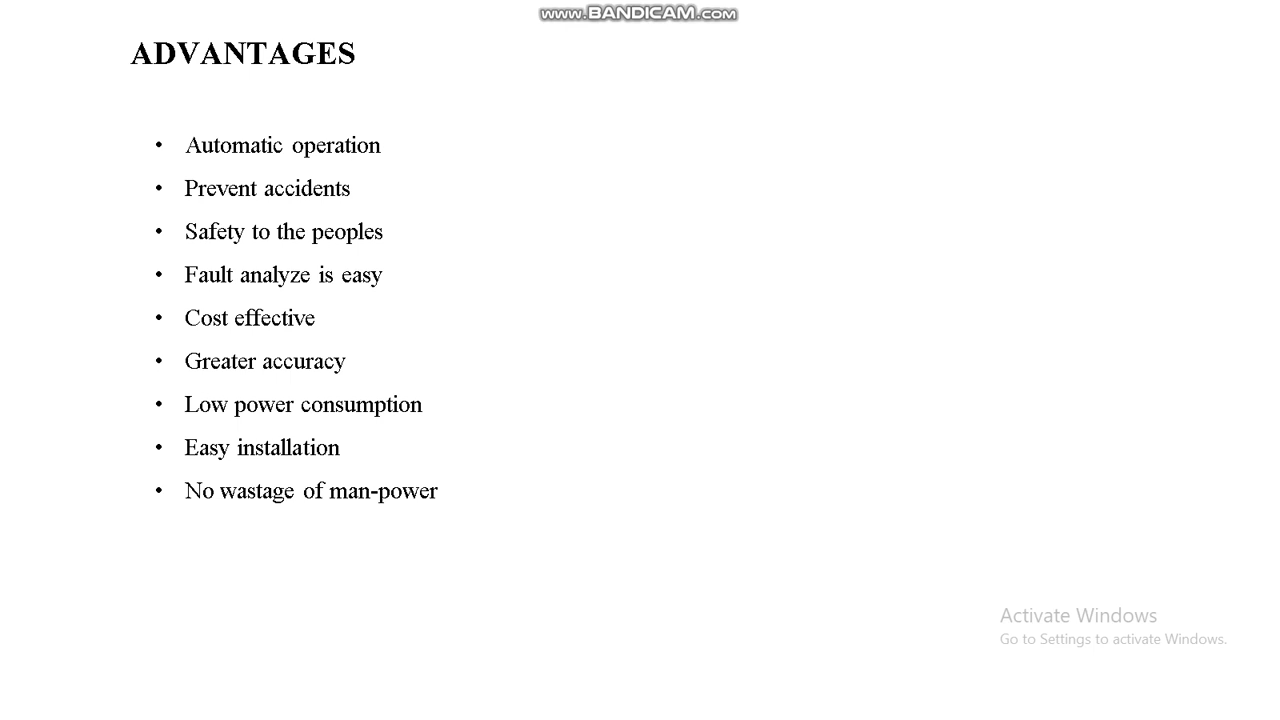 www.BANDICAM.com
ADVANTAGES
• Automatic operation
• Prevent accidents
• Safety to the peoples
• Fault analyze is easy
• Cost effective
• Greater accuracy
• Low power consumption
• Easy installation
• No wastage of man-power
Activate Windows
Go to Settings to activate Windows.